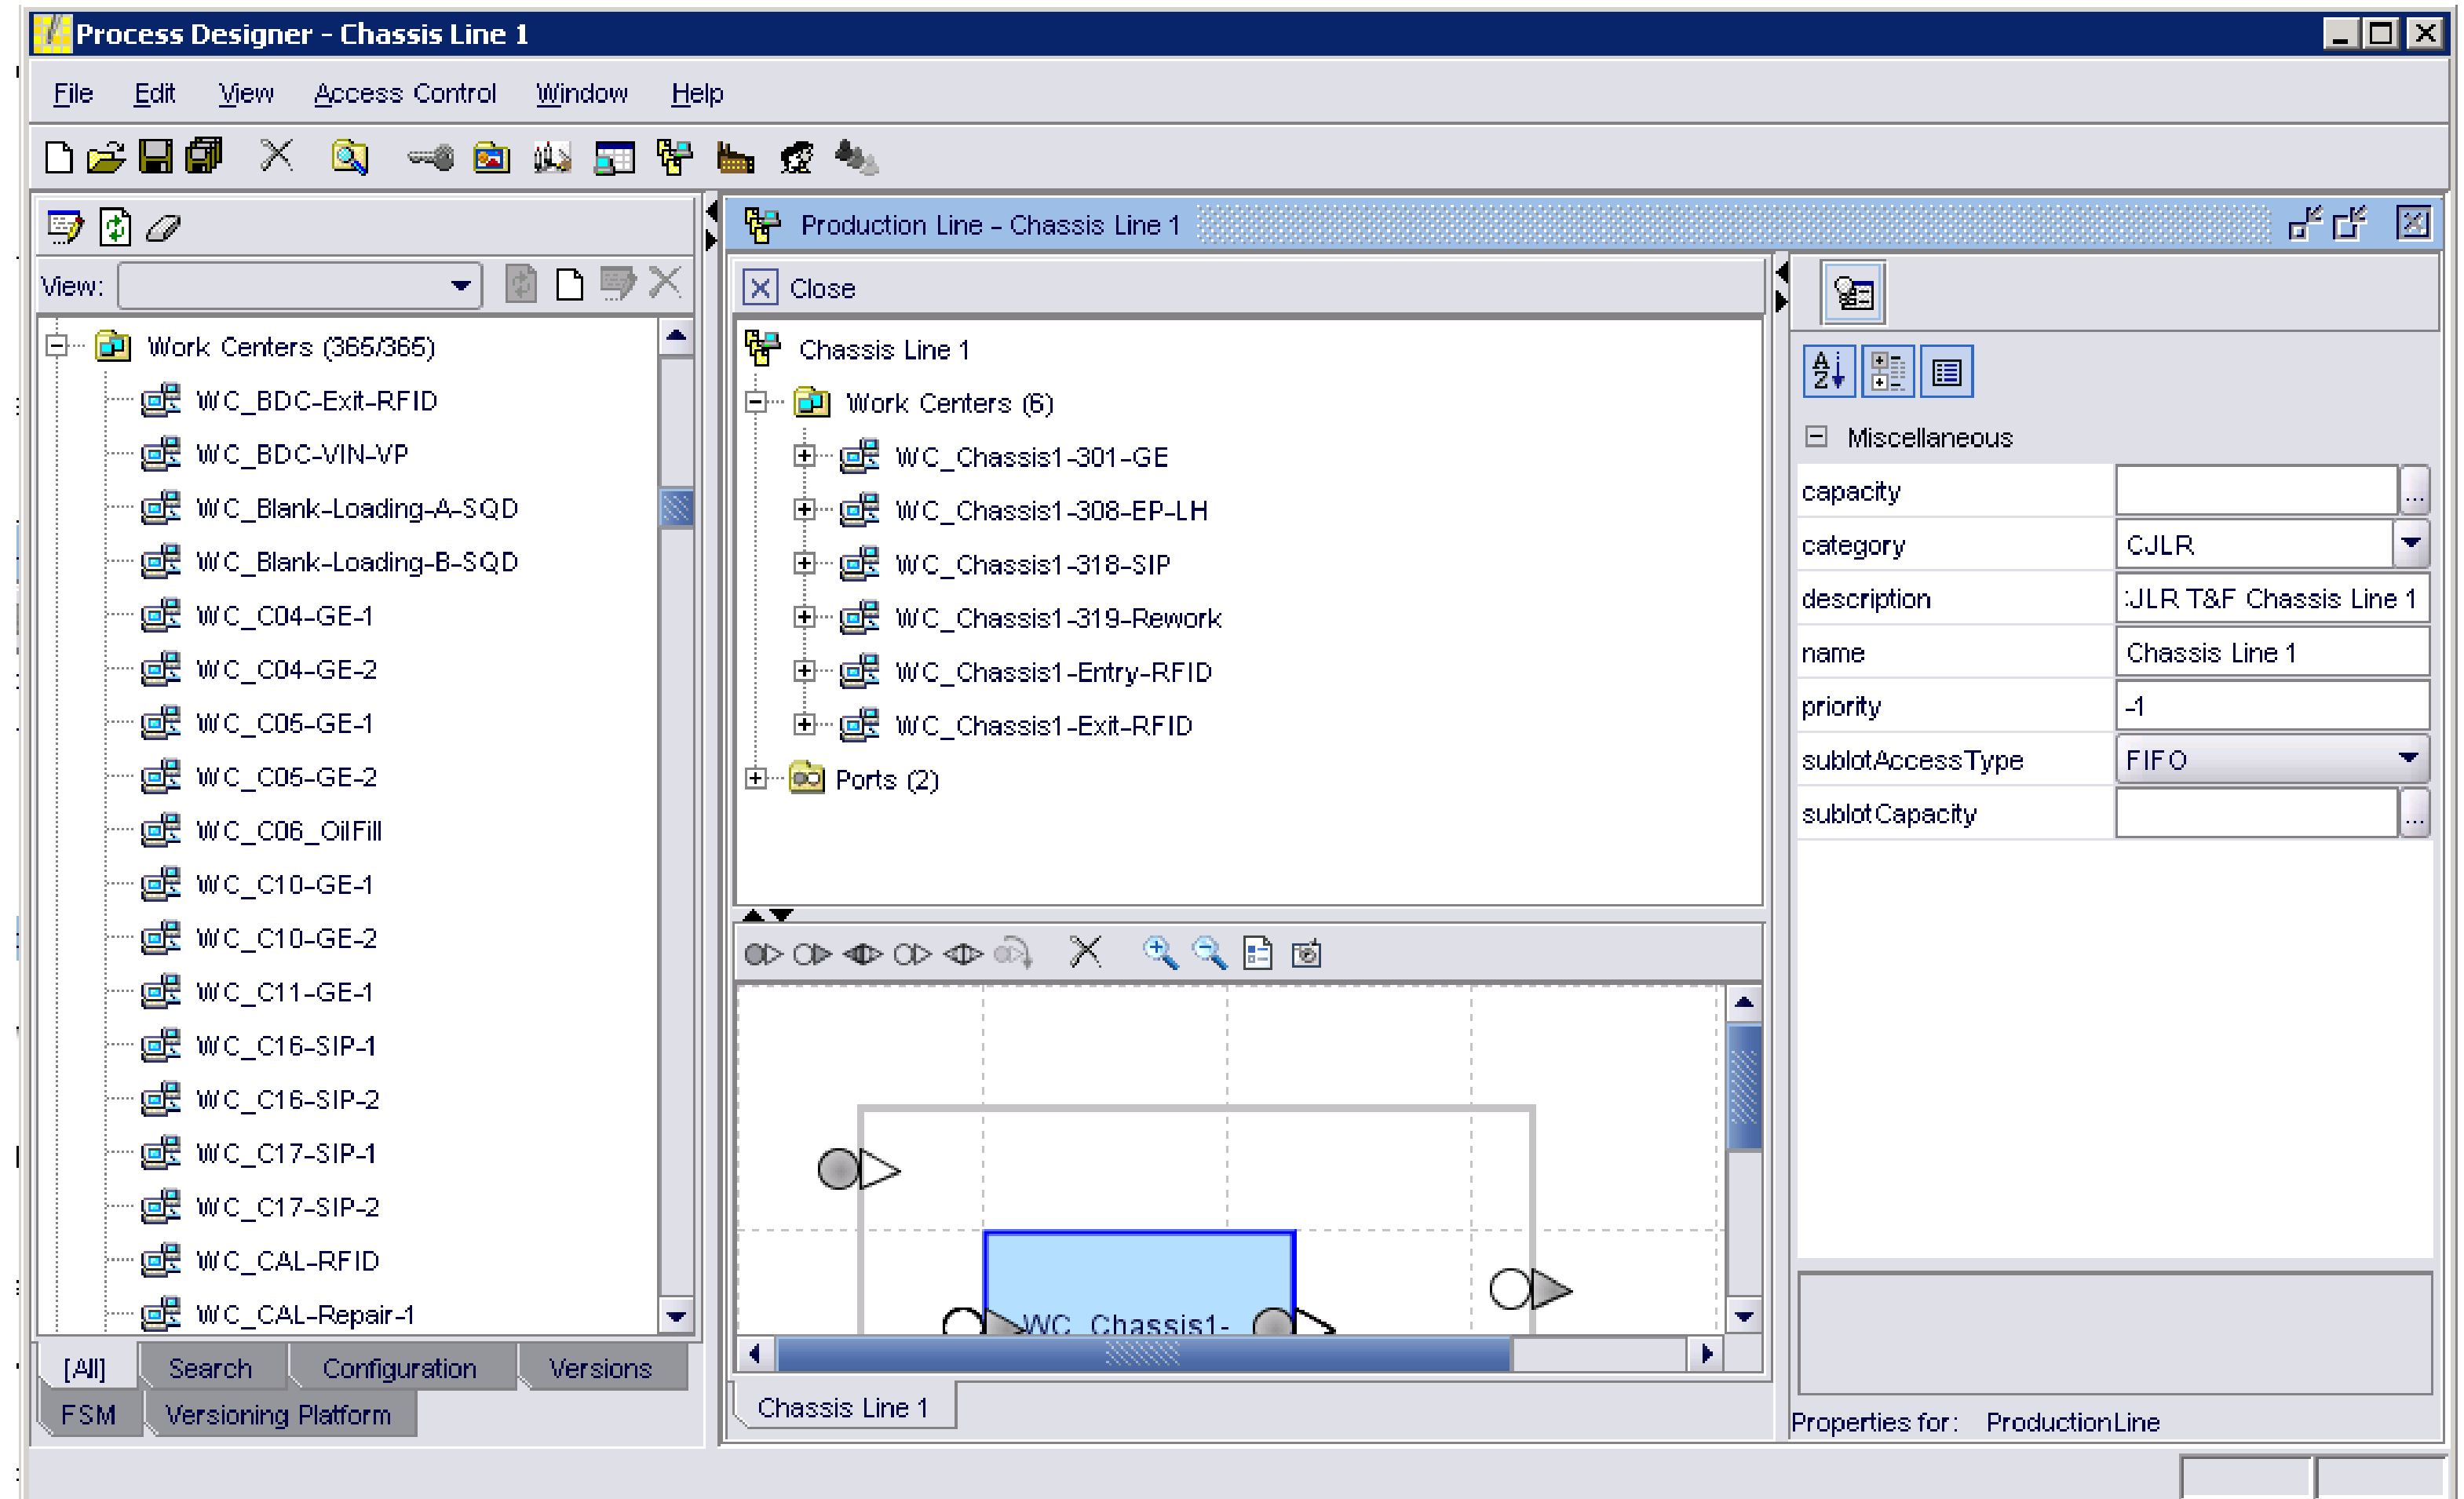 Process Designer - Chassis Line 1
File Edit View Access Control Window Help
View:
Work Centers (365/365)
WC_BDC-Exit-RFID
WC_BDC-VIN-VP
WC_Blank-Loading-A-SQD
WC_Blank-Loading-B-SQD
WC_C04-GE-1
WC_C04-GE-2
WC_C05-GE-1
WC_C05-GE-2
WC_C06_OilFill
WC_C10-GE-1
WC_C10-GE-2
WC_C11-GE-1
WC_C16-SIP-1
WC_C16-SIP-2
WC_C17-SIP-1
WC_C17-SIP-2
WC_CAL-RFID
WC_CAL-Repair-1
[All] Search Configuration Versions
FSM Versioning Platform
Production Line - Chassis Line 1
Close
Chassis Line 1
Work Centers (6)
WC_Chassis1-301-GE
WC_Chassis1-308-EP-LH
WC_Chassis1-318-SIP
WC_Chassis1-319-Rework
WC_Chassis1-Entry-RFID
WC_Chassis1-Exit-RFID
Ports (2)
WC_Chassis1-
Chassis Line 1
Miscellaneous
capacity ...
category CJLR
description :JLR T&F Chassis Line 1
name Chassis Line 1
priority -1
sublotAccessType FIFO
sublotCapacity ...
Properties for: ProductionLine